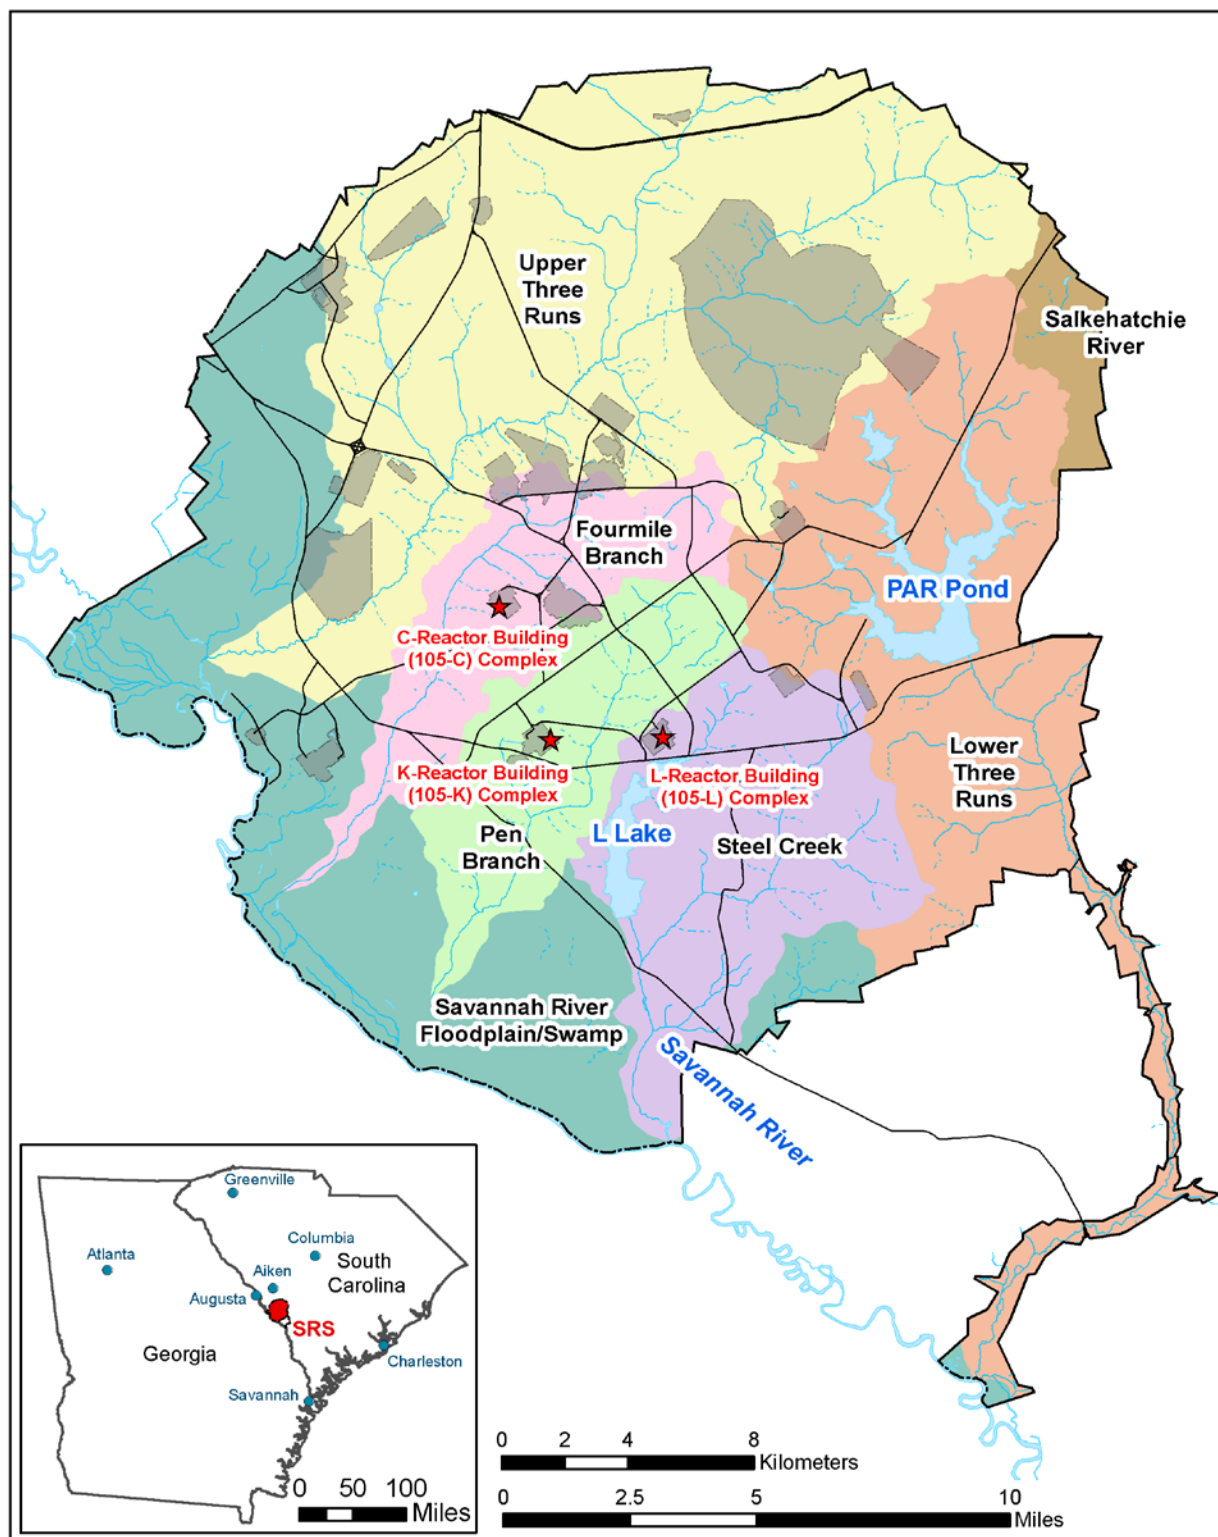 Upper
Three
Runs
Salkehatchie
River
Fourmile
Branch
PAR Pond
C-Reactor Building
(105-C) Complex
K-Reactor Building
(105-K) Complex
L-Reactor Building
(105-L) Complex
Lower
Three
Runs
Pen
Branch
L Lake
Steel Creek
Savannah River
Floodplain/Swamp
Savannah River
Greenville
Columbia
Atlanta
South
Carolina
Aiken
Augusta
SRS
Georgia
Charleston
Savannah
0 50 100
Miles
0 2 4 8
Kilometers
0 2.5 5 10
Miles